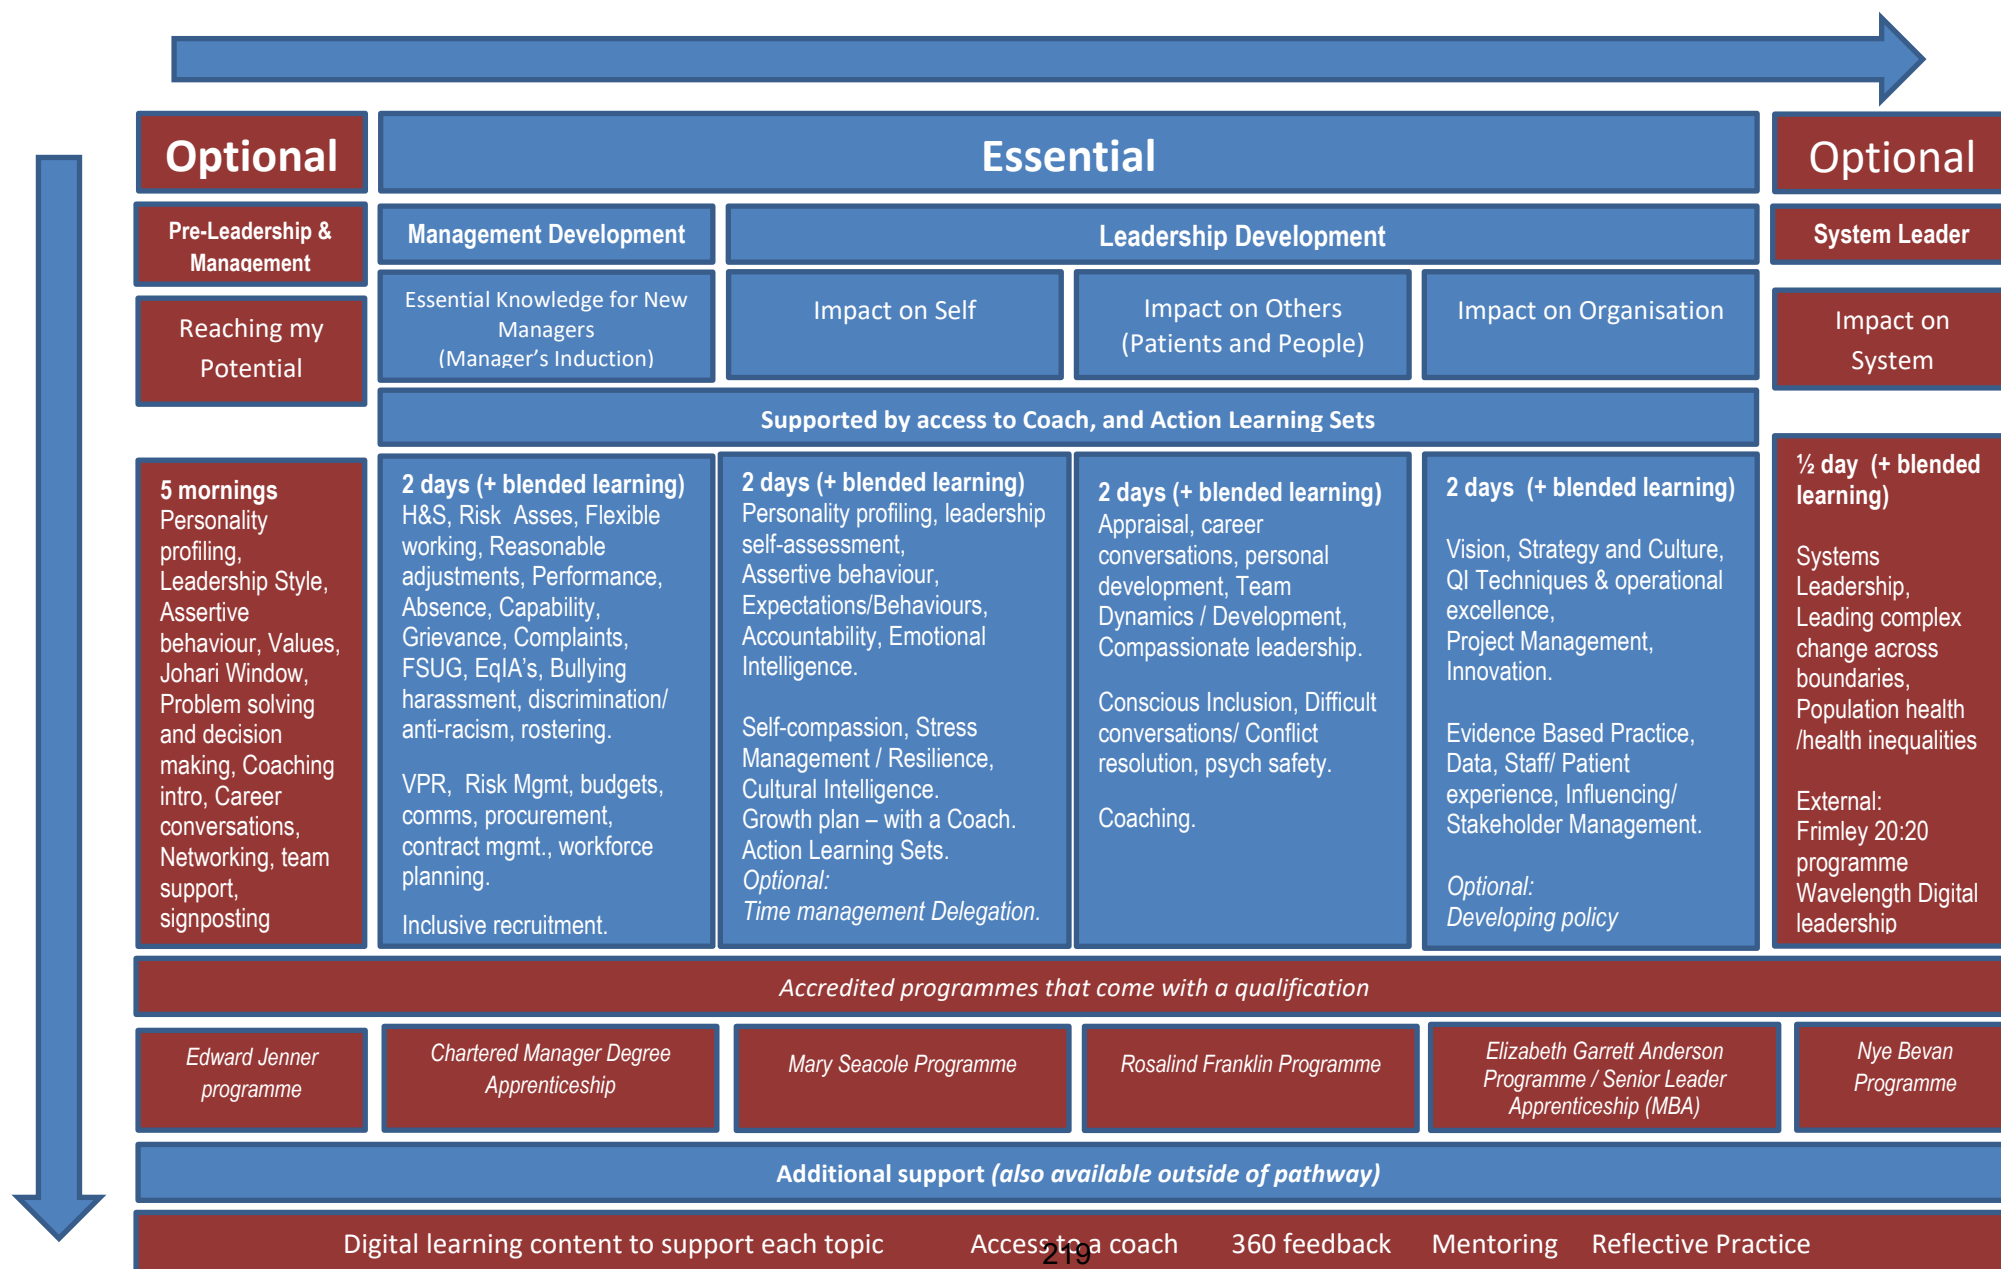 Optional
Essential
Optional
Pre-Leadership &
Management
Management Development
Leadership Development
System Leader
Reaching my
Potential
Essential Knowledge for New
Managers
(Manager's Induction)
Impact on Self
Impact on Others
(Patients and People)
Impact on Organisation
Impact on
System
Supported by access to Coach, and Action Learning Sets
5 mornings
Personality
profiling,
Leadership Style,
Assertive
behaviour, Values,
Johari Window,
Problem solving
and decision
making, Coaching
intro, Career
conversations,
Networking, team
support,
signposting
2 days (+ blended learning)
H&S, Risk Asses, Flexible
working, Reasonable
adjustments, Performance,
Absence, Capability,
Grievance, Complaints,
FSUG, EqIA's, Bullying
harassment, discrimination/
anti-racism, rostering.
VPR, Risk Mgmt, budgets,
comms, procurement,
contract mgmt., workforce
planning.
Inclusive recruitment.
2 days (+ blended learning)
Personality profiling, leadership
self-assessment,
Assertive behaviour,
Expectations/Behaviours,
Accountability, Emotional
Intelligence.
Self-compassion, Stress
Management / Resilience,
Cultural Intelligence.
Growth plan – with a Coach.
Action Learning Sets.
Optional:
Time management Delegation.
2 days (+ blended learning)
Appraisal, career
conversations, personal
development, Team
Dynamics / Development,
Compassionate leadership.
Conscious Inclusion, Difficult
conversations/ Conflict
resolution, psych safety.
Coaching.
2 days (+ blended learning)
Vision, Strategy and Culture,
QI Techniques & operational
excellence,
Project Management,
Innovation.
Evidence Based Practice,
Data, Staff/ Patient
experience, Influencing/
Stakeholder Management.
Optional:
Developing policy
½ day (+ blended
learning)
Systems
Leadership,
Leading complex
change across
boundaries,
Population health
/health inequalities
External:
Frimley 20:20
programme
Wavelength Digital
leadership
Accredited programmes that come with a qualification
Edward Jenner
programme
Chartered Manager Degree
Apprenticeship
Mary Seacole Programme
Rosalind Franklin Programme
Elizabeth Garrett Anderson
Programme / Senior Leader
Apprenticeship (MBA)
Nye Bevan
Programme
Additional support (also available outside of pathway)
Digital learning content to support each topic Access to a coach 360 feedback Mentoring Reflective Practice
219